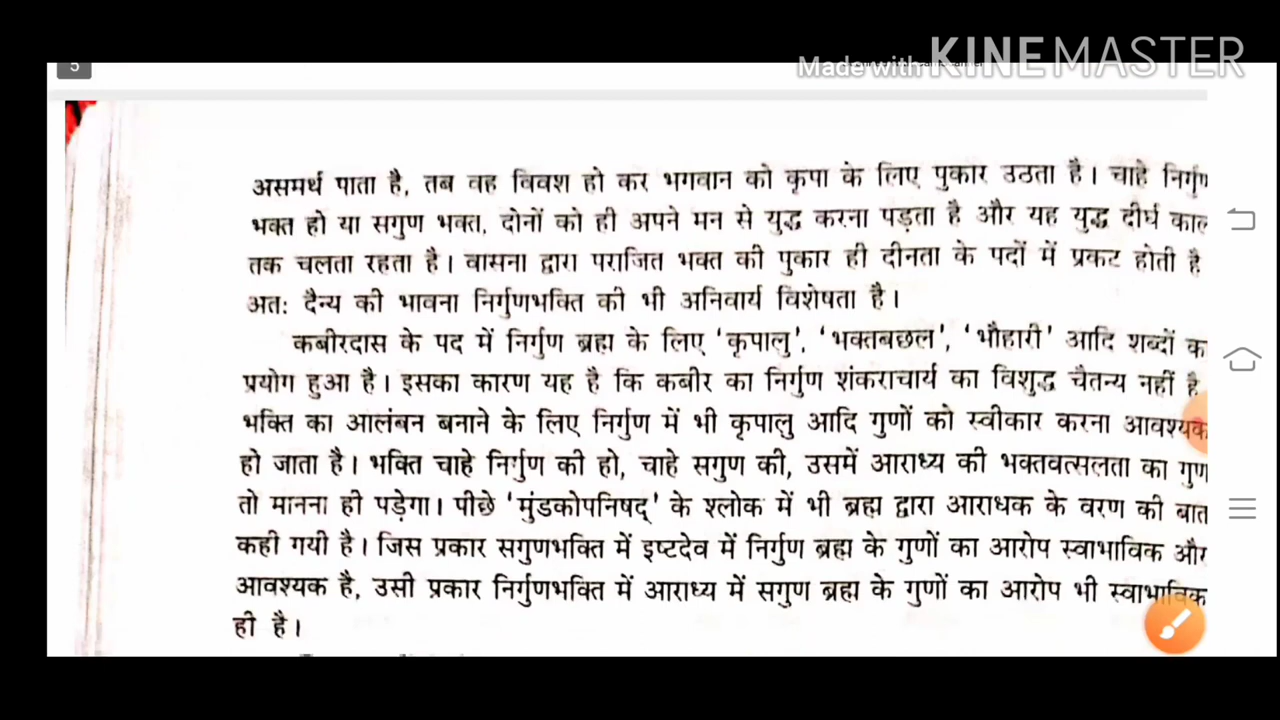 Made with KINEMASTER
5
असमर्थ पाता है, तब वह विवश हो कर भगवान को कृपा के लिए पुकार उठता है। चाहे निर्गुण
भक्त हो या सगुण भक्त, दोनों को ही अपने मन से युद्ध करना पड़ता है और यह युद्ध दीर्घ काल
तक चलता रहता है। वासना द्वारा पराजित भक्त की पुकार ही दीनता के पदों में प्रकट होती है
अतः दैन्य की भावना निर्गुणभक्ति की भी अनिवार्य विशेषता है।
कबीरदास के पद में निर्गुण ब्रह्म के लिए 'कृपालु', 'भक्तबछल', 'भौहारी' आदि शब्दों का
प्रयोग हुआ है। इसका कारण यह है कि कबीर का निर्गुण शंकराचार्य का विशुद्ध चैतन्य नहीं है
भक्ति का आलंबन बनाने के लिए निर्गुण में भी कृपालु आदि गुणों को स्वीकार करना आवश्यक
हो जाता है। भक्ति चाहे निर्गुण की हो, चाहे सगुण की, उसमें आराध्य की भक्तवत्सलता का गुण
तो मानना ही पड़ेगा। पीछे 'मुंडकोपनिषद्' के श्लोक में भी ब्रह्म द्वारा आराधक के वरण की बात
कही गयी है। जिस प्रकार सगुणभक्ति में इष्टदेव में निर्गुण ब्रह्म के गुणों का आरोप स्वाभाविक और
आवश्यक है, उसी प्रकार निर्गुणभक्ति में आराध्य में सगुण ब्रह्म के गुणों का आरोप भी स्वाभाविक
ही है।